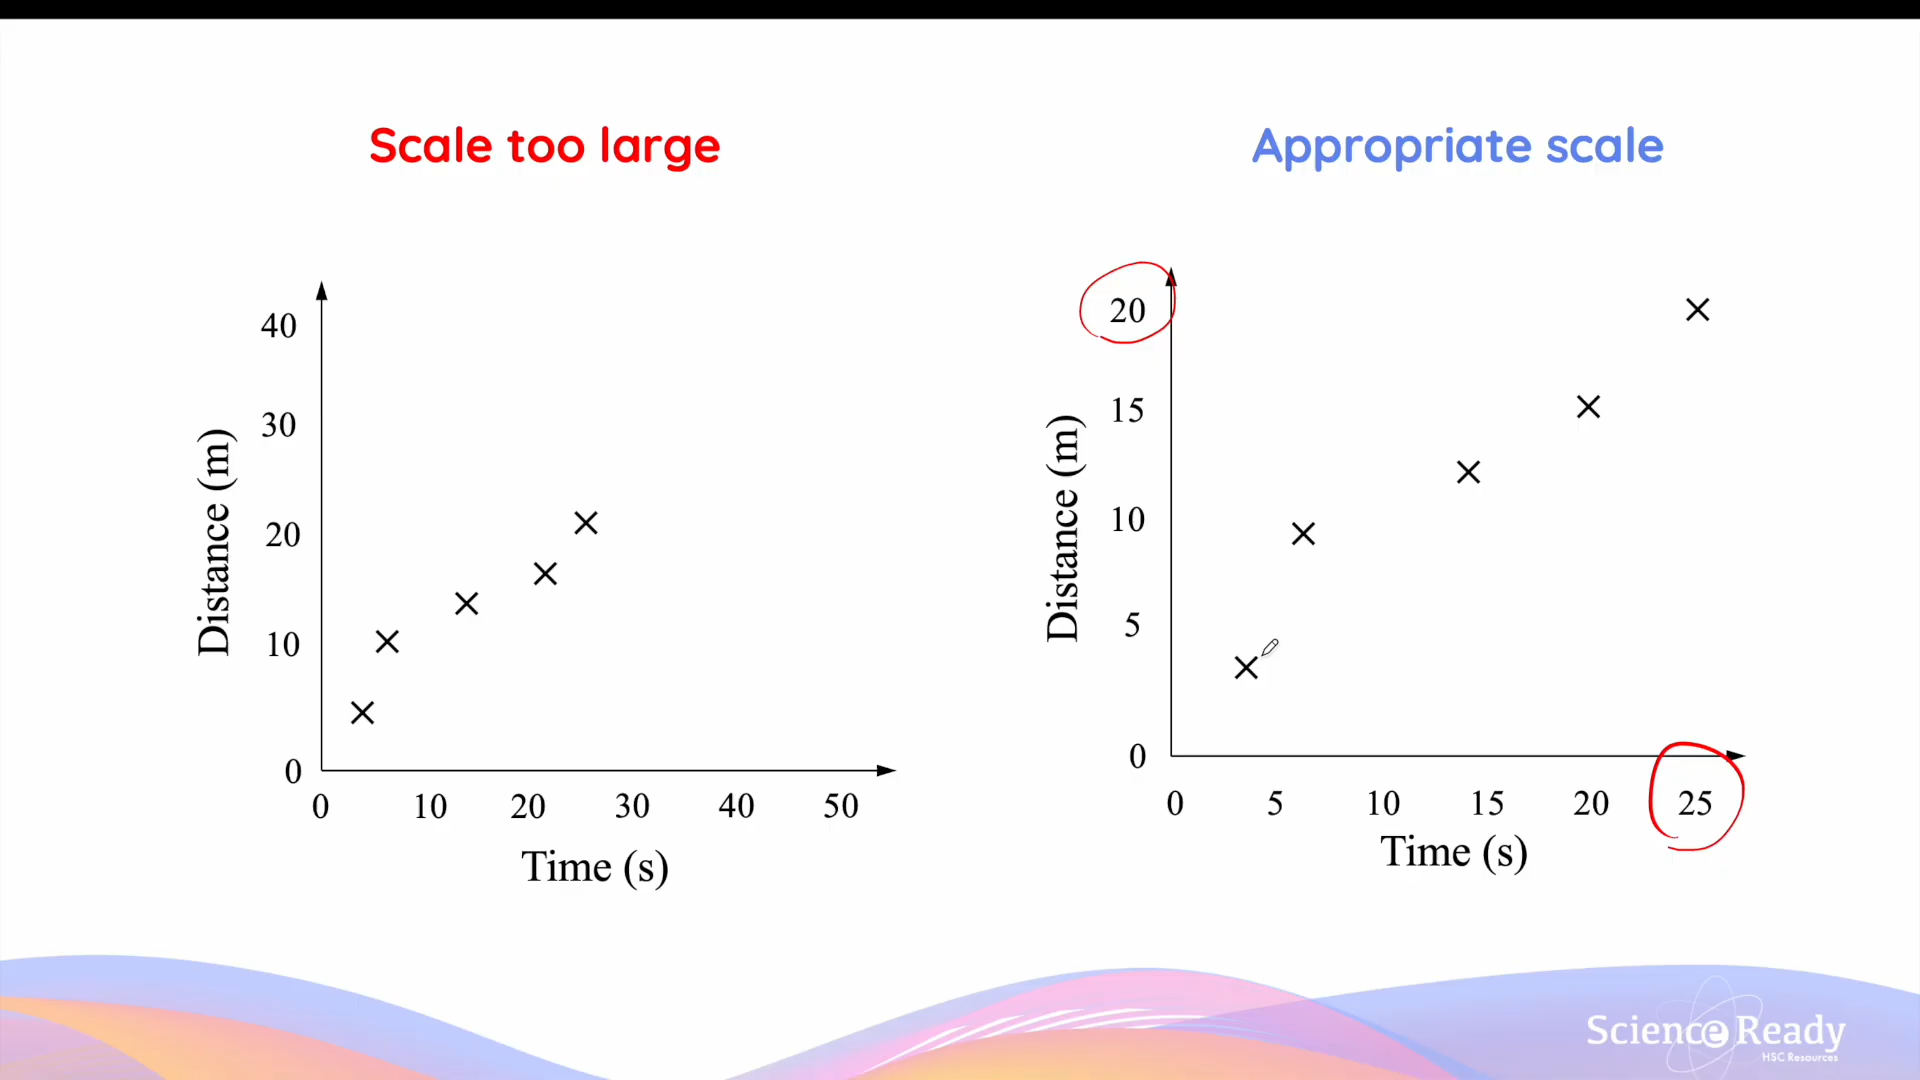 Scale too large
40
30
20
10
0
Distance (m)
0 10 20 30 40 50
Time (s)
Appropriate scale
20
15
10
5
0
Distance (m)
0 5 10 15 20 25
Time (s)
Science Ready
HSC Resources